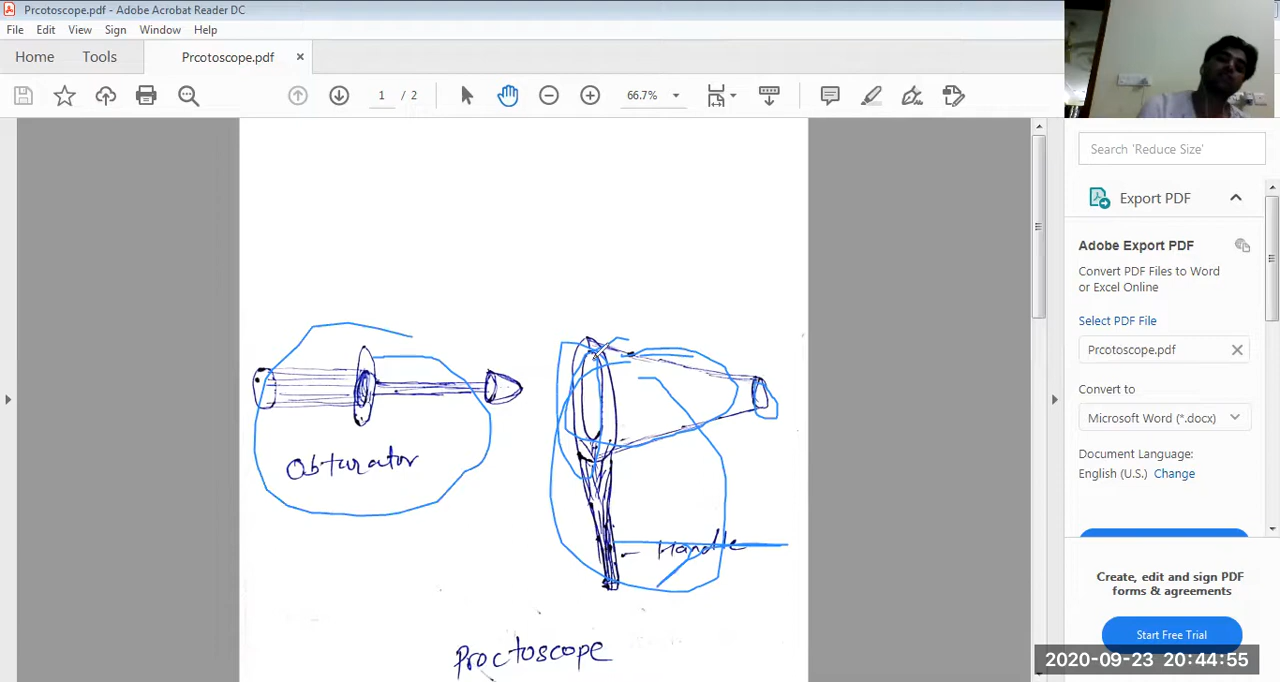 Prcotoscope.pdf - Adobe Acrobat Reader DC
File Edit View Sign Window Help
Home Tools Prcotoscope.pdf ×
1 / 2 66.7%
Search 'Reduce Size'
Export PDF
Adobe Export PDF
Convert PDF Files to Word
or Excel Online
Select PDF File
Prcotoscope.pdf
Convert to
Microsoft Word (*.docx)
Document Language:
English (U.S.) Change
Create, edit and sign PDF
forms & agreements
Start Free Trial
Obturator
Handle
Proctoscope
2020-09-23 20:44:55